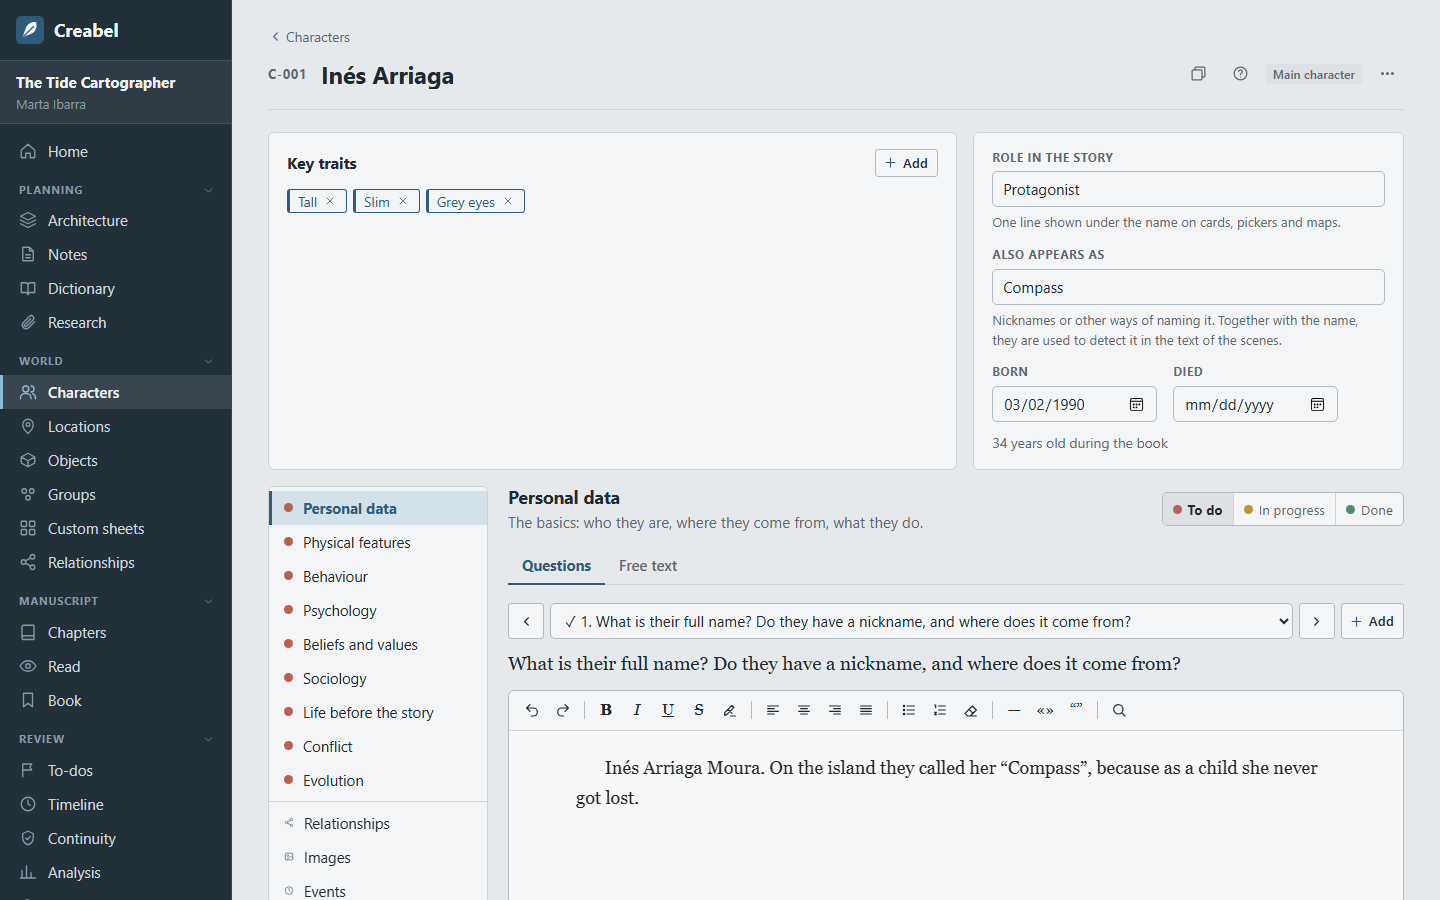 Creabel
The Tide Cartographer
Marta Ibarra
Home
PLANNING
Architecture
Notes
Dictionary
Research
WORLD
Characters
Locations
Objects
Groups
Custom sheets
Relationships
MANUSCRIPT
Chapters
Read
Book
REVIEW
To-dos
Timeline
Continuity
Analysis
Characters
C-001 Inés Arriaga
Main character
Key traits
Add
Tall
Slim
Grey eyes
ROLE IN THE STORY
Protagonist
One line shown under the name on cards, pickers and maps.
ALSO APPEARS AS
Compass
Nicknames or other ways of naming it. Together with the name,
they are used to detect it in the text of the scenes.
BORN DIED
03/02/1990 mm/dd/yyyy
34 years old during the book
Personal data
Physical features
Behaviour
Psychology
Beliefs and values
Sociology
Life before the story
Conflict
Evolution
Relationships
Images
Events
Personal data
The basics: who they are, where they come from, what they do.
To do In progress Done
Questions Free text
✓ 1. What is their full name? Do they have a nickname, and where does it come from?
Add
What is their full name? Do they have a nickname, and where does it come from?
B I U S «» “”
Inés Arriaga Moura. On the island they called her “Compass”, because as a child she never
got lost.